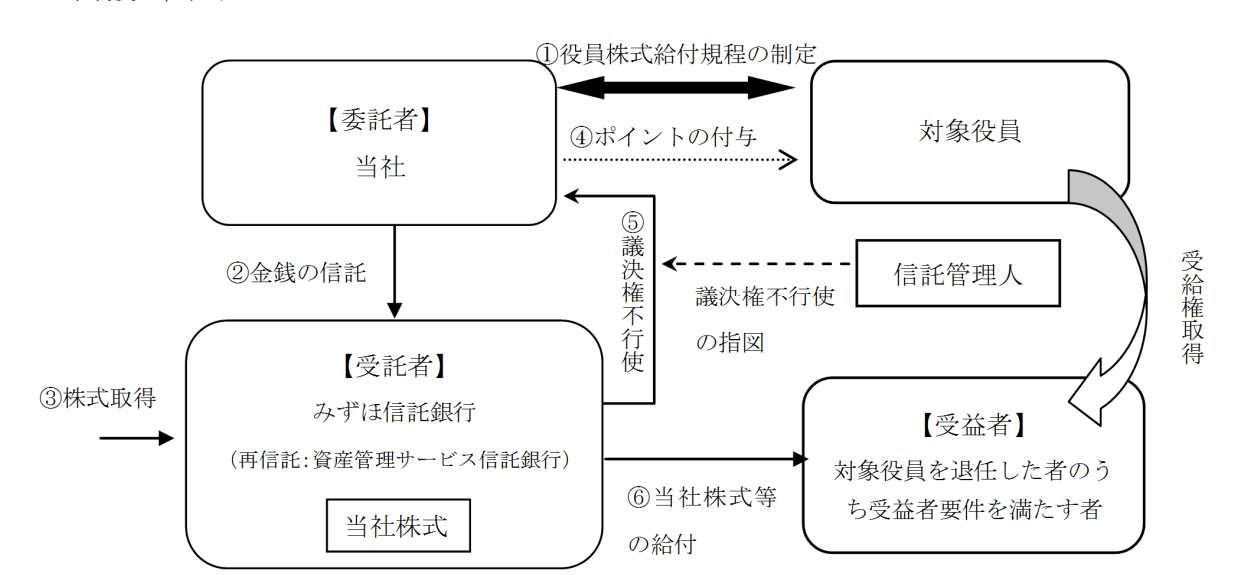 ①役員株式給付規程の制定
【委託者】
当社
④ポイントの付与
対象役員
②金銭の信託
⑤議決権不行使
議決権不行使
の指図
信託管理人
受給権取得
③株式取得
【受託者】
みずほ信託銀行
（再信託：資産管理サービス信託銀行）
当社株式
⑥当社株式等
の給付
【受益者】
対象役員を退任した者のう
ち受益者要件を満たす者